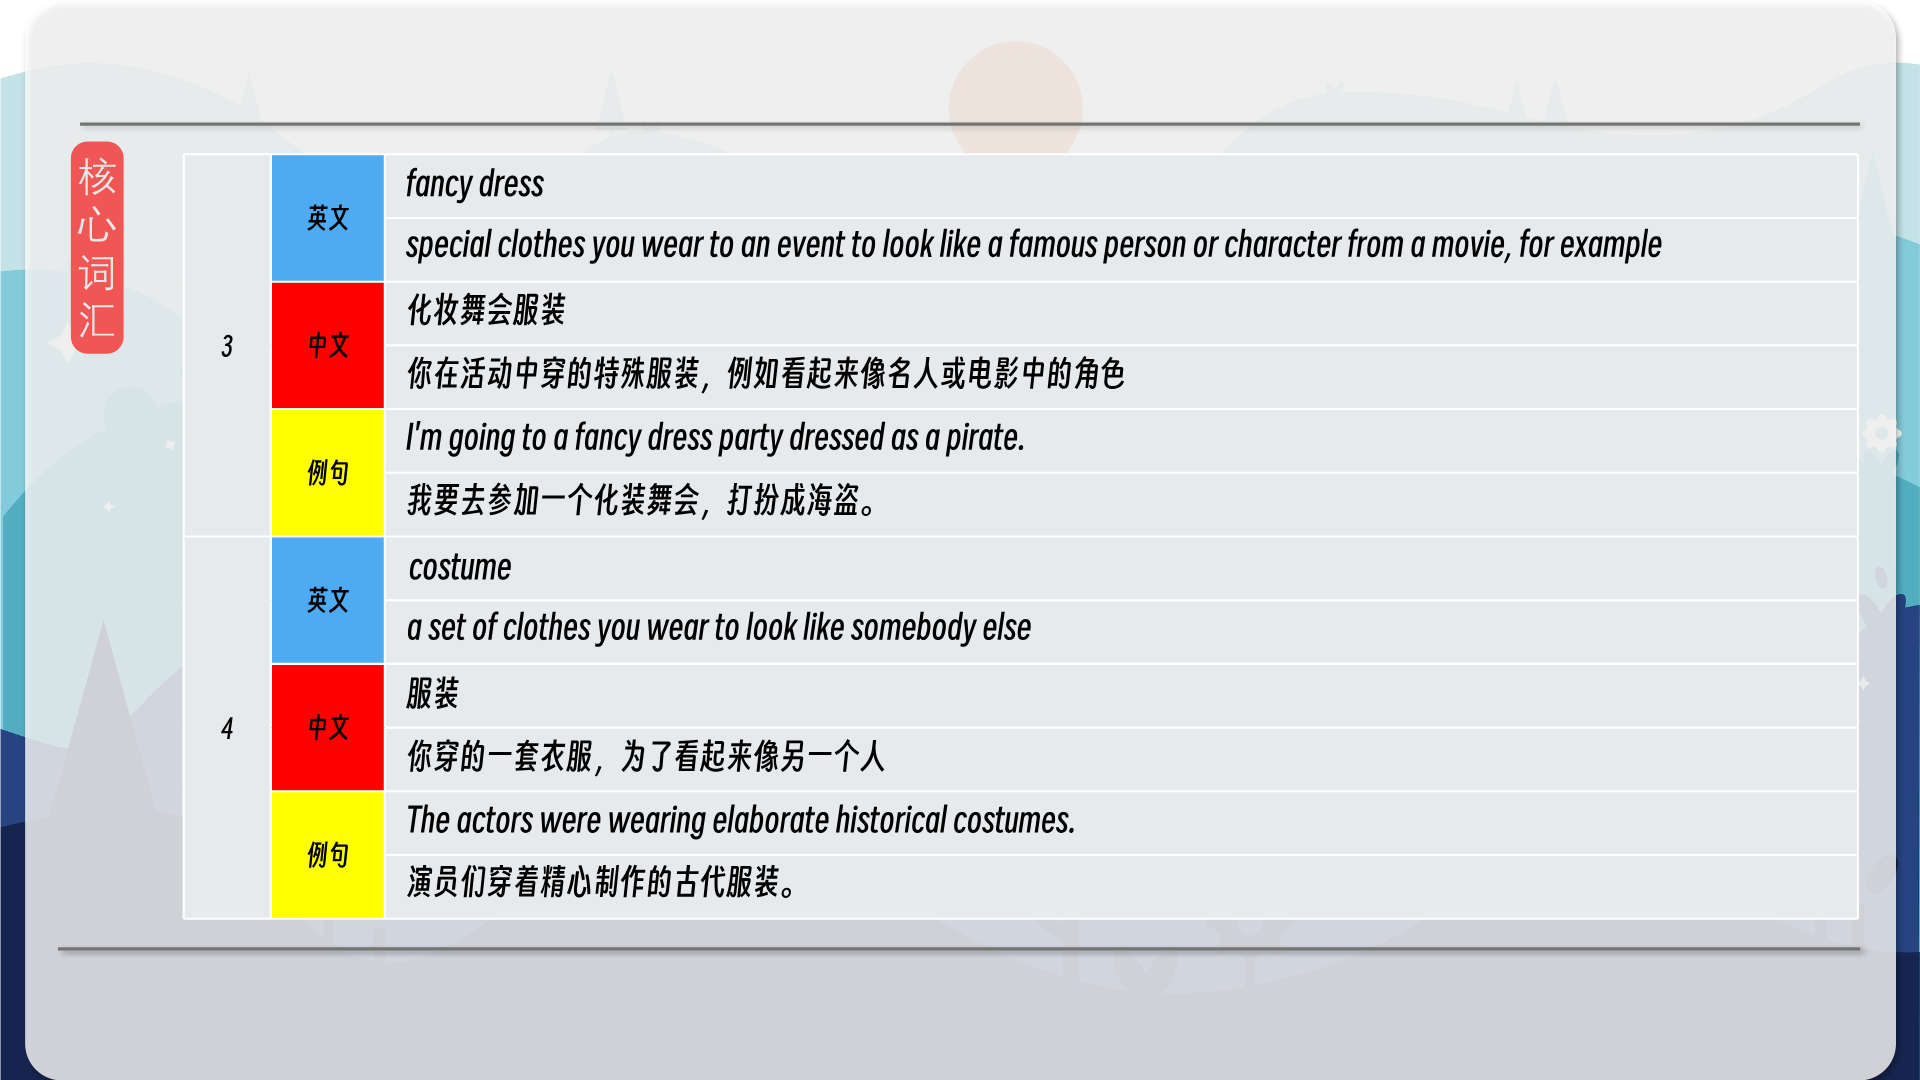 核心词汇
3
英文
fancy dress
special clothes you wear to an event to look like a famous person or character from a movie, for example
中文
化妆舞会服装
你在活动中穿的特殊服装，例如看起来像名人或电影中的角色
例句
I'm going to a fancy dress party dressed as a pirate.
我要去参加一个化装舞会，打扮成海盗。
4
英文
costume
a set of clothes you wear to look like somebody else
中文
服装
你穿的一套衣服，为了看起来像另一个人
例句
The actors were wearing elaborate historical costumes.
演员们穿着精心制作的古代服装。